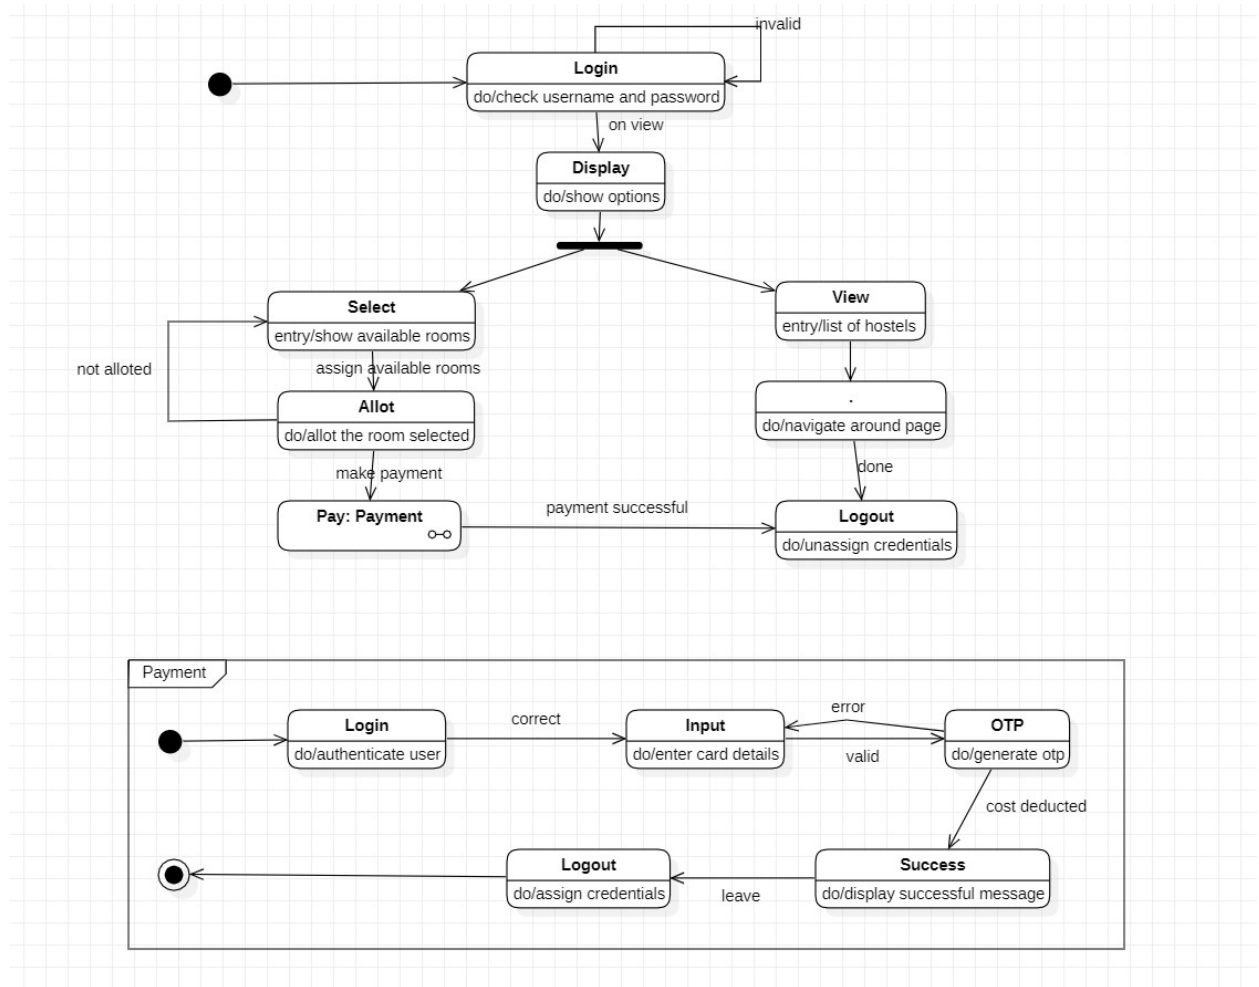 invalid
Login
do/check username and password
on view
Display
do/show options
Select
entry/show available rooms
View
entry/list of hostels
not alloted
assign available rooms
Allot
do/allot the room selected
.
do/navigate around page
make payment
done
Pay: Payment
payment successful
Logout
do/unassign credentials
Payment
Login
do/authenticate user
correct
Input
do/enter card details
error
valid
OTP
do/generate otp
cost deducted
Logout
do/assign credentials
leave
Success
do/display successful message